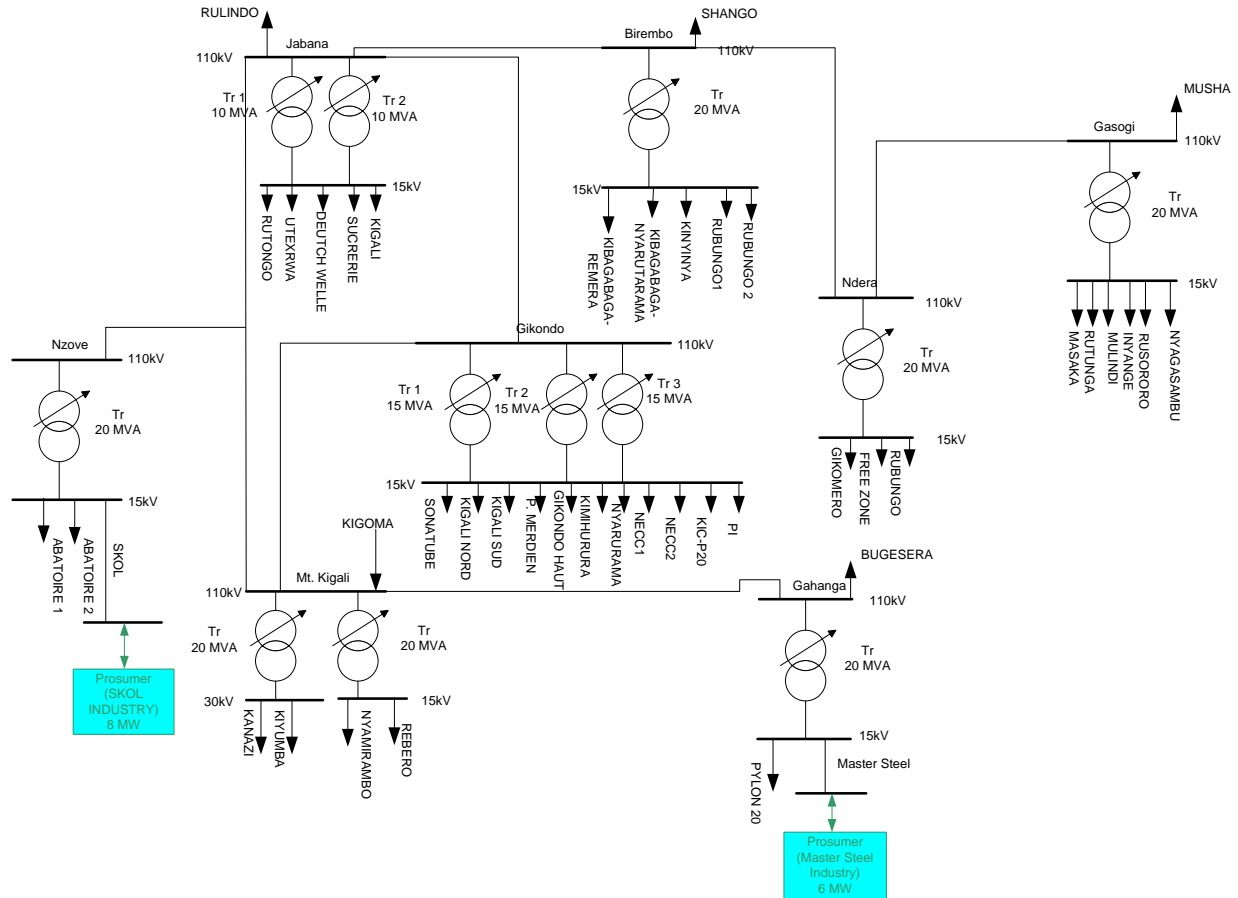 RULINDO
Jabana
110kV
Tr 1
10 MVA
Tr 2
10 MVA
15kV
RUTONGO
UTEXRWA
DEUTCH WELLE
SUCRERIE
KIGALI
SHANGO
Birembo
110kV
Tr
20 MVA
15kV
KIBAGABAGA-
REMERA
KIBAGABAGA-
NYARUTARAMA
KINYINYA
RUBUNGO1
RUBUNGO 2
MUSHA
Gasogi
110kV
Tr
20 MVA
15kV
MASAKA
RUTUNGA
MULINDI
INYANGE
RUSORORO
NYAGASAMBU
Ndera
110kV
Tr
20 MVA
15kV
GIKOMERO
FREE ZONE
RUBUNGO
Nzove
110kV
Tr
20 MVA
15kV
ABATOIRE 1
ABATOIRE 2
SKOL
Prosumer
(SKOL
INDUSTRY)
8 MW
Gikondo
110kV
Tr 1
15 MVA
Tr 2
15 MVA
Tr 3
15 MVA
15kV
SONATUBE
KIGALI NORD
KIGALI SUD
P. MERDIEN
GIKONDO HAUT
KIMIHURURA
NYARURAMA
NECC1
NECC2
KIC-P20
PI
KIGOMA
Mt. Kigali
110kV
Tr
20 MVA
Tr
20 MVA
30kV
KANAZI
KIYUMBA
15kV
NYAMIRAMBO
REBERO
BUGESERA
Gahanga
110kV
Tr
20 MVA
15kV
PYLON 20
Master Steel
Prosumer
(Master Steel
Industry)
6 MW